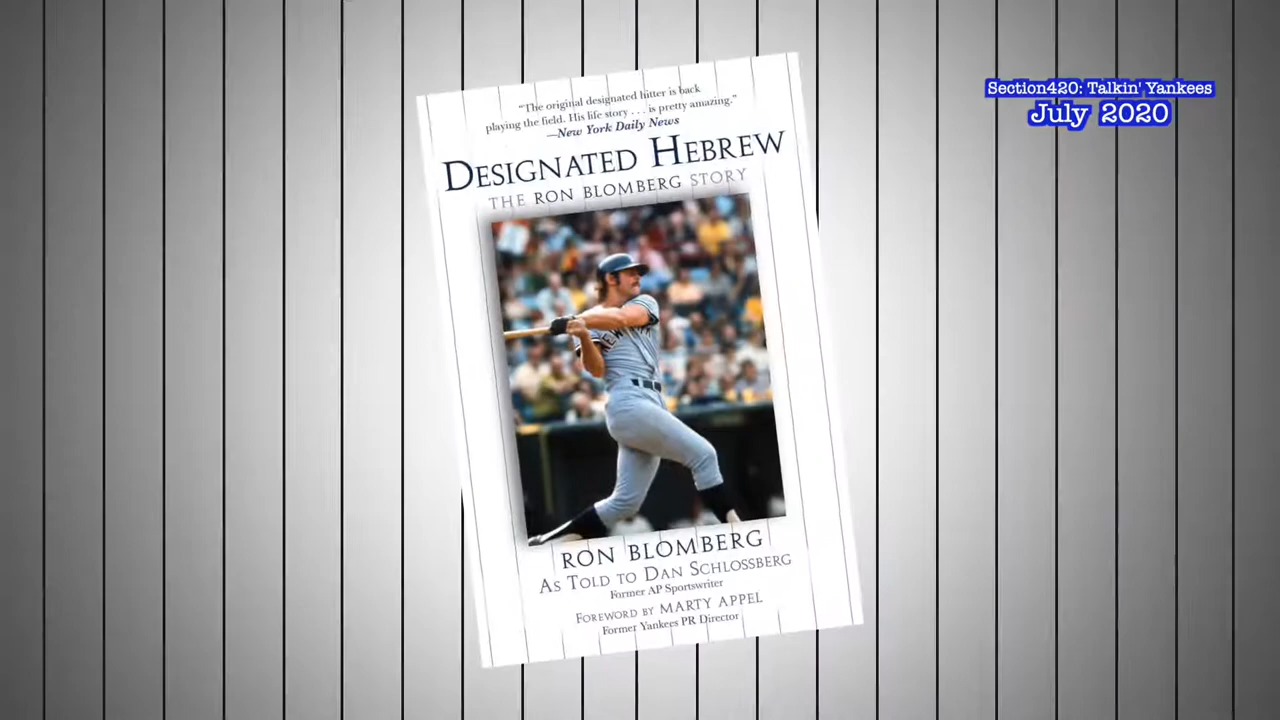 Section420: Talkin' Yankees
July 2020
“The original designated hitter is back
playing the field. His life story . . . is pretty amazing.”
—New York Daily News
DESIGNATED HEBREW
THE RON BLOMBERG STORY
NEW YORK
RON BLOMBERG
AS TOLD TO DAN SCHLOSSBERG
Former AP Sportswriter
FOREWORD BY MARTY APPEL
Former Yankees PR Director